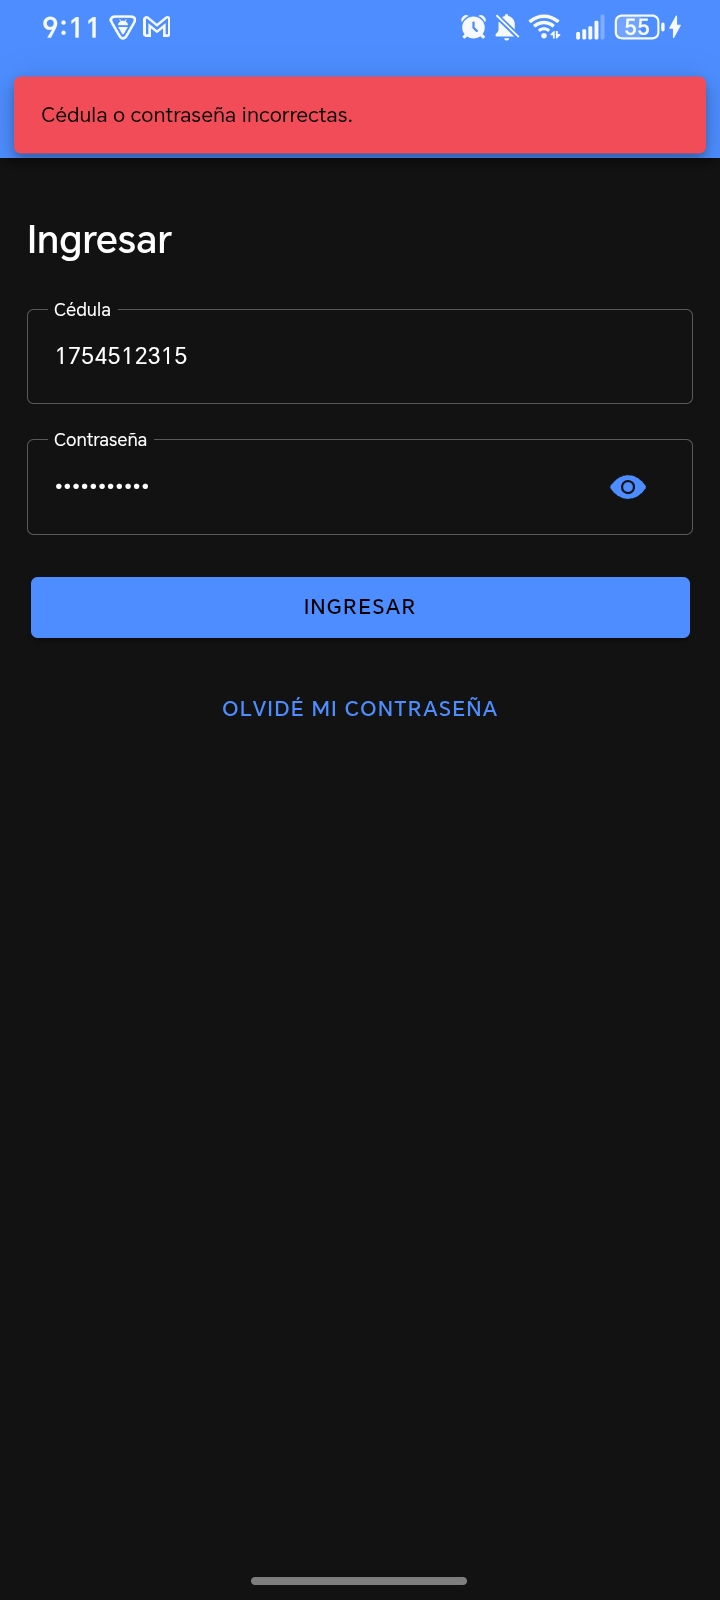 9:11
55
Cédula o contraseña incorrectas.
Ingresar
Cédula
1754512315
Contraseña
•••••••••••
INGRESAR
OLVIDÉ MI CONTRASEÑA